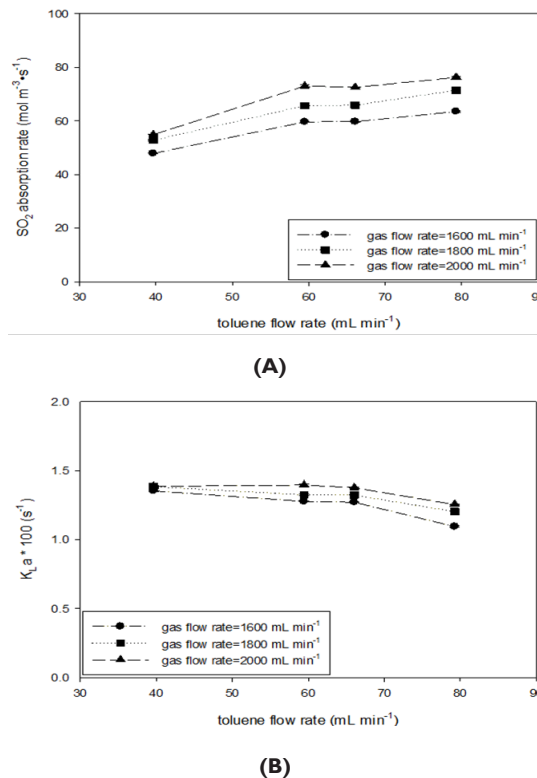 100
80
60
40
20
0
SO₂ absorption rate (mol m⁻³•s⁻¹)
gas flow rate=1600 mL min⁻¹
gas flow rate=1800 mL min⁻¹
gas flow rate=2000 mL min⁻¹
30 40 50 60 70 80 90
toluene flow rate (mL min⁻¹)
(A)
2.0
1.5
1.0
0.5
0.0
K_L a * 100 (s⁻¹)
gas flow rate=1600 mL min⁻¹
gas flow rate=1800 mL min⁻¹
gas flow rate=2000 mL min⁻¹
30 40 50 60 70 80
toluene flow rate (mL min⁻¹)
(B)